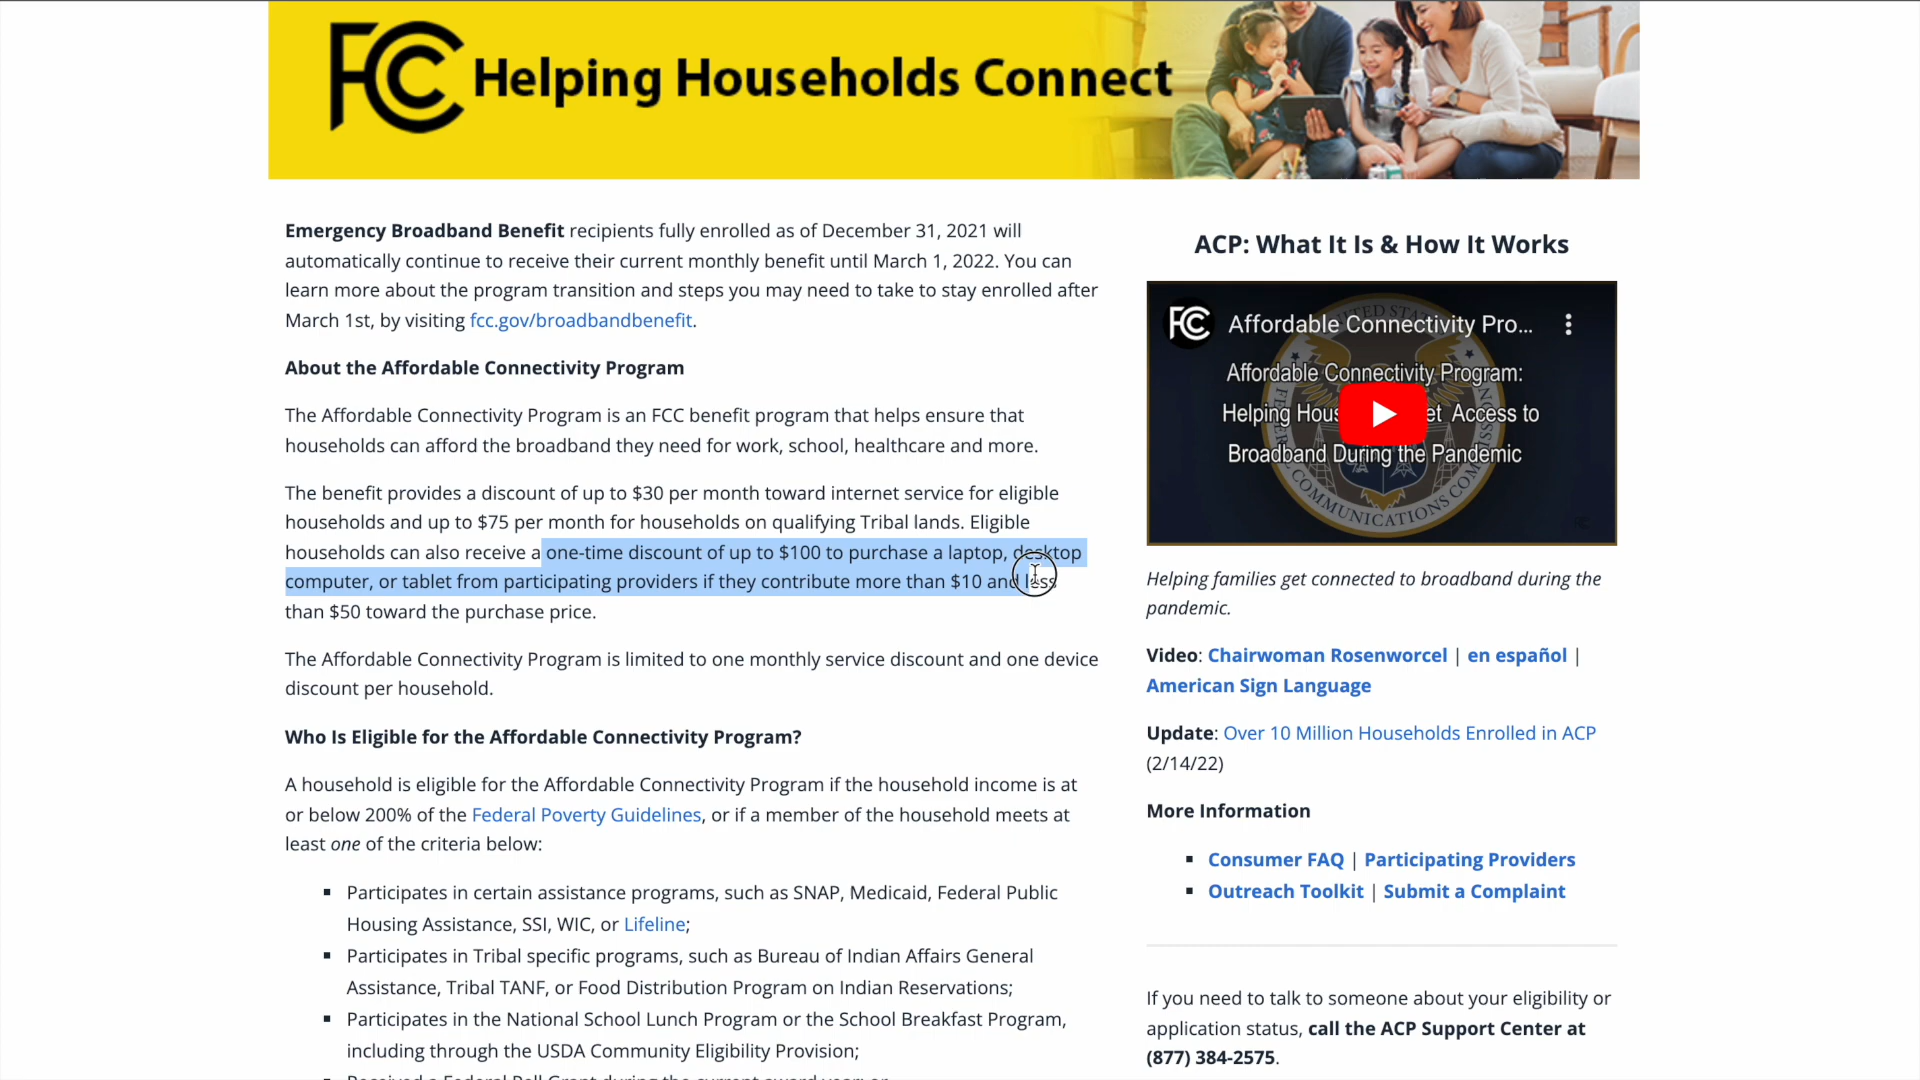 FCC Helping Households Connect
Emergency Broadband Benefit recipients fully enrolled as of December 31, 2021 will
automatically continue to receive their current monthly benefit until March 1, 2022. You can
learn more about the program transition and steps you may need to take to stay enrolled after
March 1st, by visiting fcc.gov/broadbandbenefit.
About the Affordable Connectivity Program
The Affordable Connectivity Program is an FCC benefit program that helps ensure that
households can afford the broadband they need for work, school, healthcare and more.
The benefit provides a discount of up to $30 per month toward internet service for eligible
households and up to $75 per month for households on qualifying Tribal lands. Eligible
households can also receive a one-time discount of up to $100 to purchase a laptop, desktop
computer, or tablet from participating providers if they contribute more than $10 and less
than $50 toward the purchase price.
The Affordable Connectivity Program is limited to one monthly service discount and one device
discount per household.
Who Is Eligible for the Affordable Connectivity Program?
A household is eligible for the Affordable Connectivity Program if the household income is at
or below 200% of the Federal Poverty Guidelines, or if a member of the household meets at
least one of the criteria below:
Participates in certain assistance programs, such as SNAP, Medicaid, Federal Public
Housing Assistance, SSI, WIC, or Lifeline;
Participates in Tribal specific programs, such as Bureau of Indian Affairs General
Assistance, Tribal TANF, or Food Distribution Program on Indian Reservations;
Participates in the National School Lunch Program or the School Breakfast Program,
including through the USDA Community Eligibility Provision;
ACP: What It Is & How It Works
FCC Affordable Connectivity Pro...
Affordable Connectivity Program:
Helping Access to
Broadband During the Pandemic
COMMUNICATIONS
Helping families get connected to broadband during the
pandemic.
Video: Chairwoman Rosenworcel | en español |
American Sign Language
Update: Over 10 Million Households Enrolled in ACP
(2/14/22)
More Information
Consumer FAQ | Participating Providers
Outreach Toolkit | Submit a Complaint
If you need to talk to someone about your eligibility or
application status, call the ACP Support Center at
(877) 384-2575.